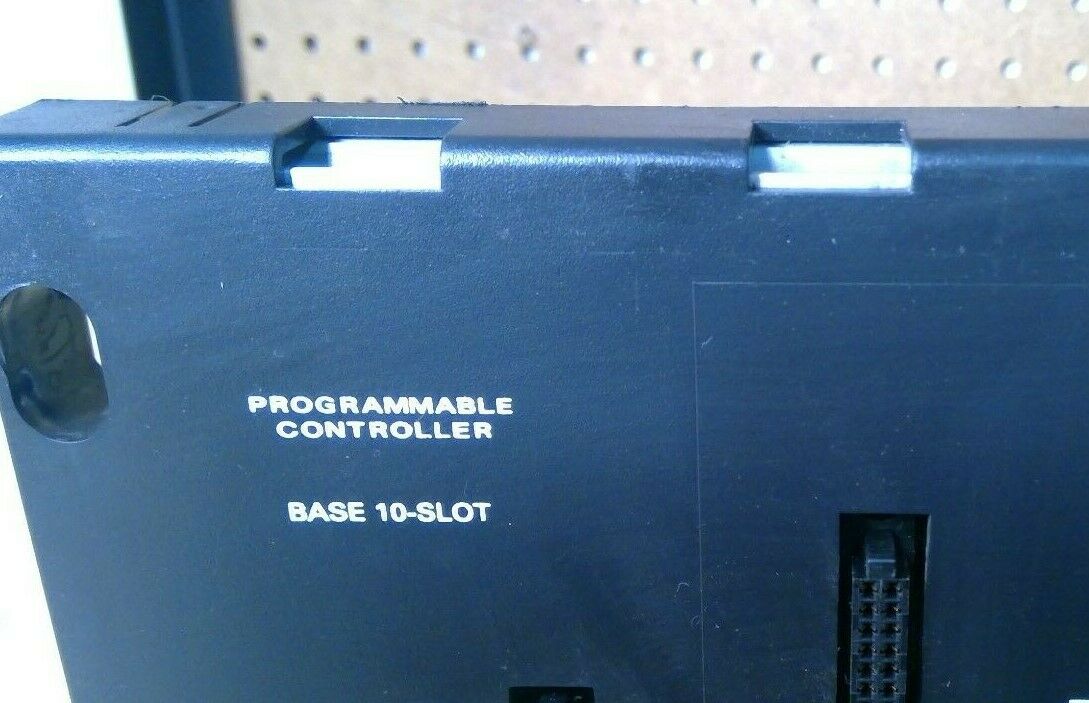 PROGRAMMABLE
CONTROLLER
BASE 10-SLOT